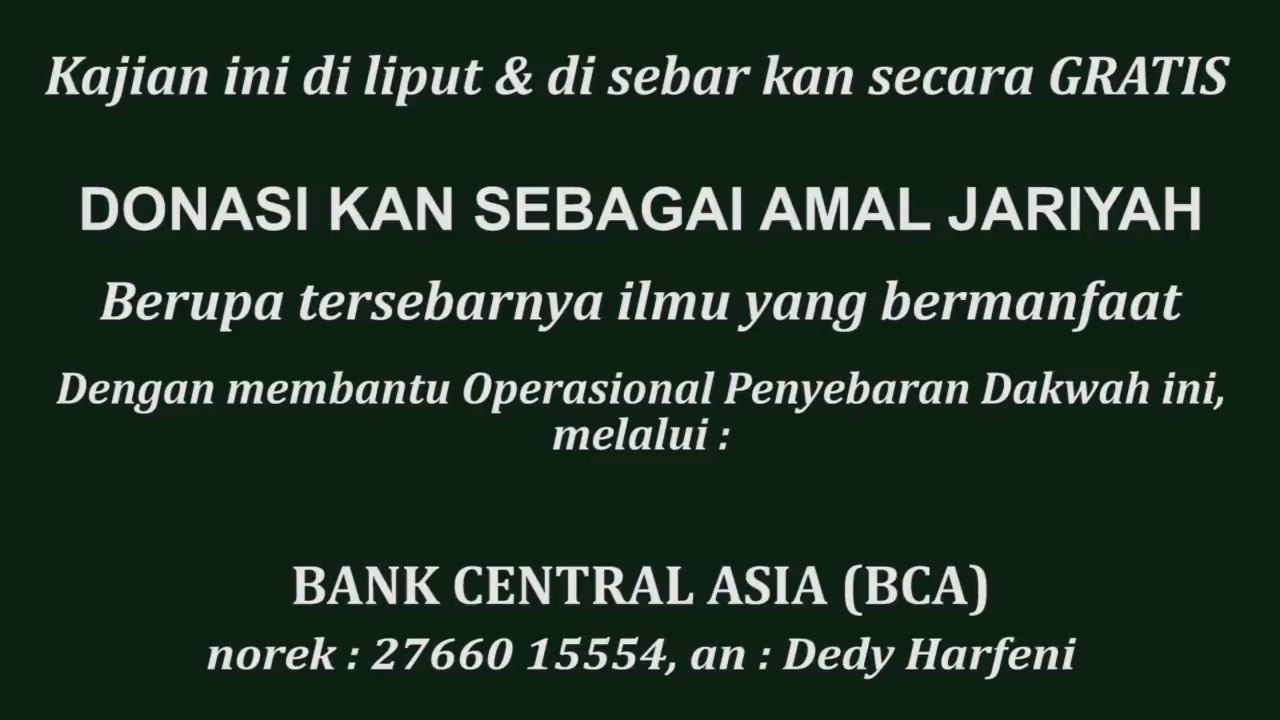 Kajian ini di liput & di sebar kan secara GRATIS
DONASI KAN SEBAGAI AMAL JARIYAH
Berupa tersebarnya ilmu yang bermanfaat
Dengan membantu Operasional Penyebaran Dakwah ini,
melalui :
BANK CENTRAL ASIA (BCA)
norek : 27660 15554, an : Dedy Harfeni